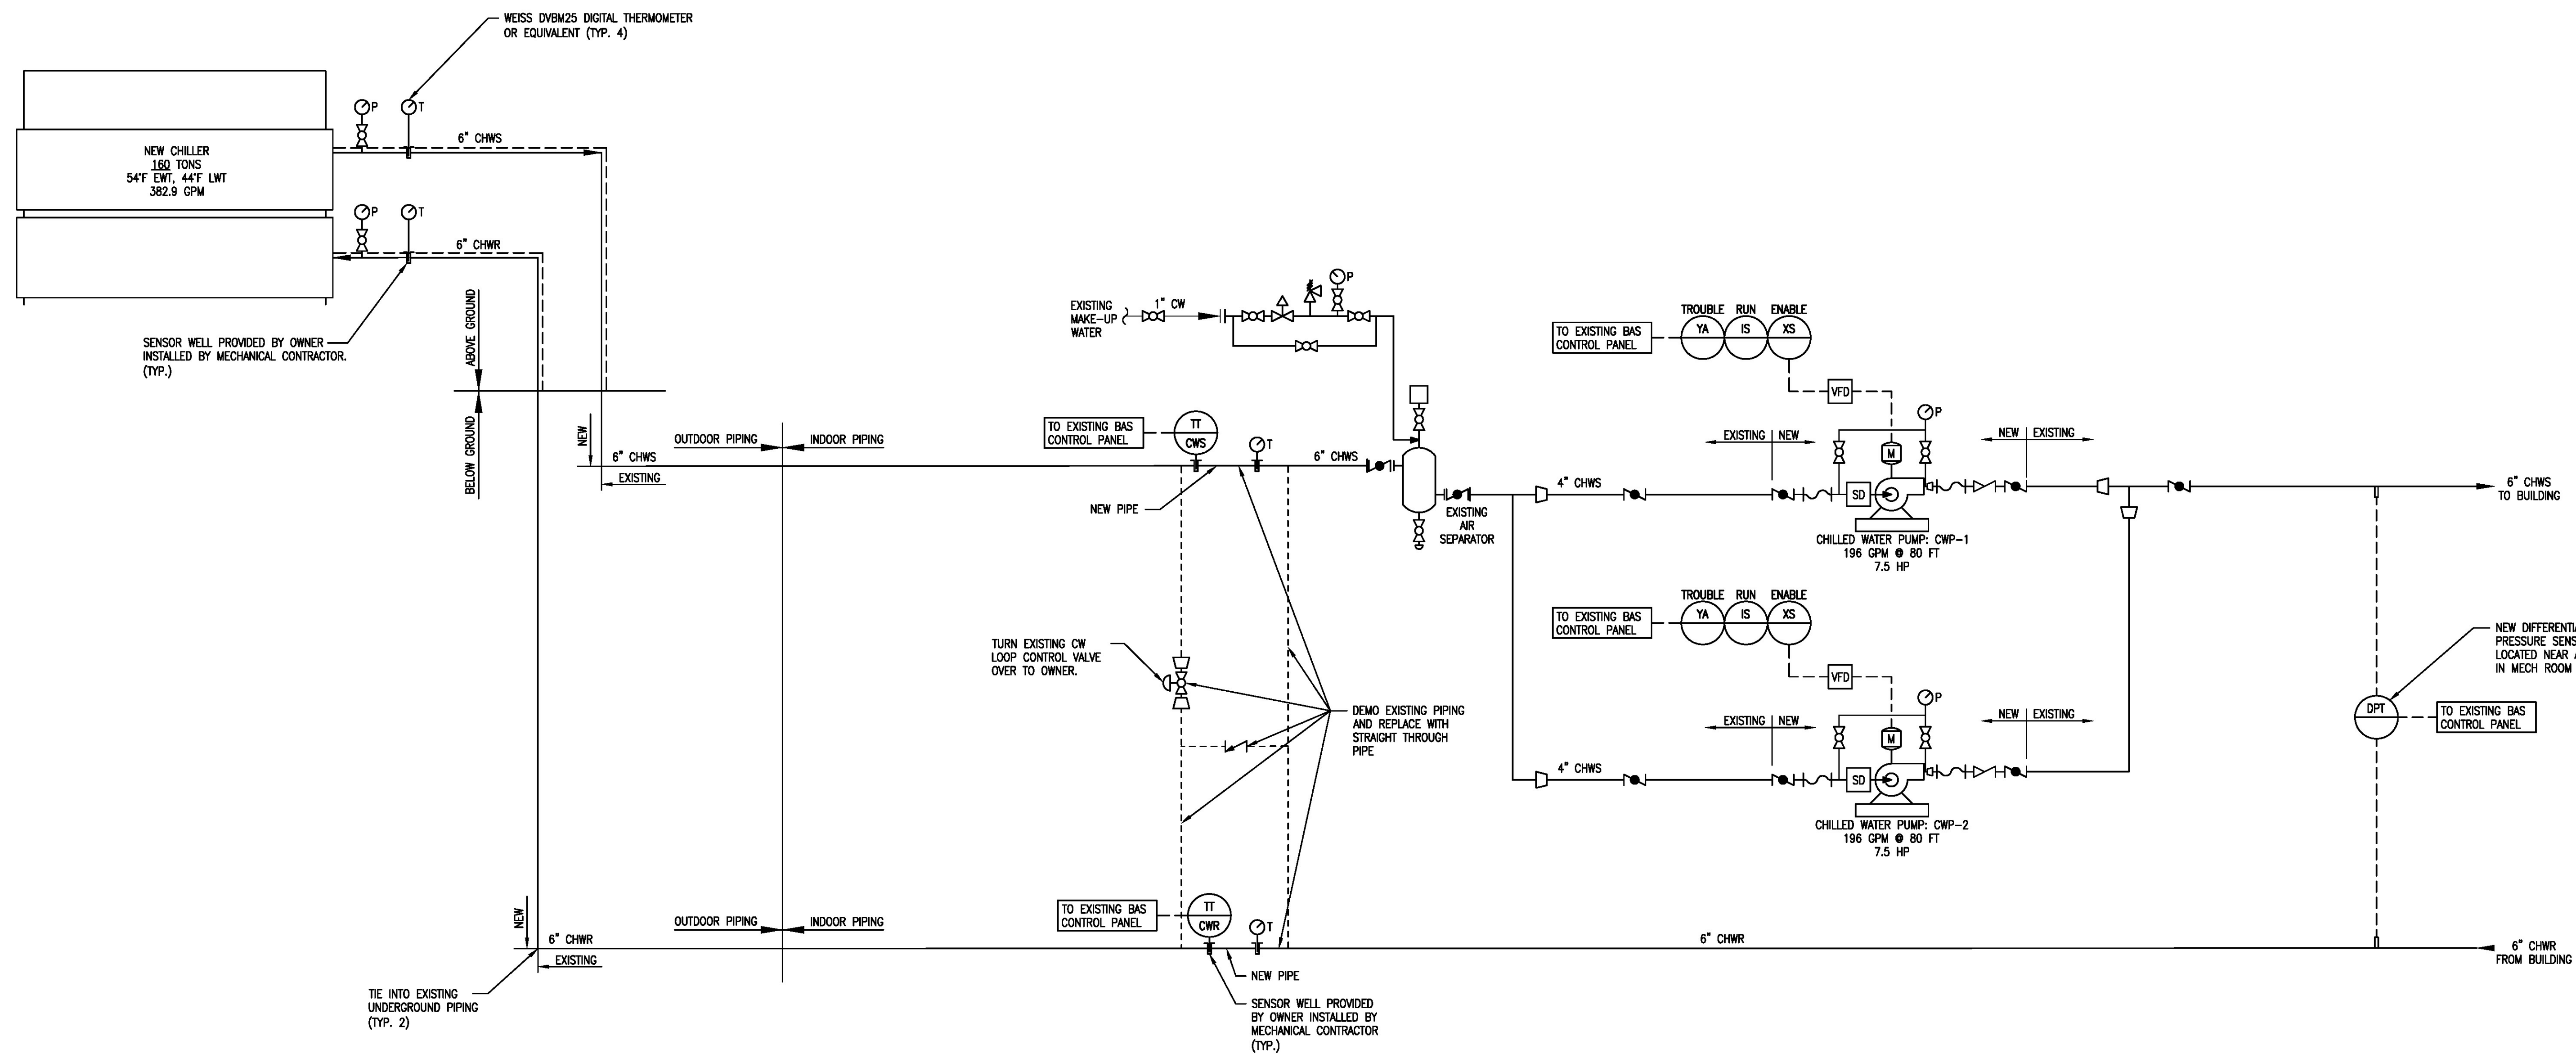 WEISS DVBM25 DIGITAL THERMOMETER
OR EQUIVALENT (TYP. 4)
P
T
6" CHWS
NEW CHILLER
160 TONS
54°F EWT, 44°F LWT
382.9 GPM
P
T
6" CHWR
SENSOR WELL PROVIDED BY OWNER
INSTALLED BY MECHANICAL CONTRACTOR.
(TYP.)
ABOVE GROUND
BELOW GROUND
NEW
6" CHWS
EXISTING
OUTDOOR PIPING
INDOOR PIPING
EXISTING
MAKE-UP
WATER
1" CW
P
TO EXISTING BAS
CONTROL PANEL
TT
CWS
T
6" CHWS
NEW PIPE
EXISTING
AIR
SEPARATOR
TROUBLE RUN ENABLE
TO EXISTING BAS
CONTROL PANEL
YA
IS
XS
VFD
P
EXISTING
NEW
NEW
EXISTING
M
4" CHWS
SD
CHILLED WATER PUMP: CWP-1
196 GPM @ 80 FT
7.5 HP
6" CHWS
TO BUILDING
TROUBLE RUN ENABLE
TO EXISTING BAS
CONTROL PANEL
YA
IS
XS
VFD
P
EXISTING
NEW
NEW
EXISTING
M
4" CHWS
SD
CHILLED WATER PUMP: CWP-2
196 GPM @ 80 FT
7.5 HP
NEW DIFFERENTI
PRESSURE SENS
LOCATED NEAR
IN MECH ROOM
DPT
TO EXISTING BAS
CONTROL PANEL
TURN EXISTING CW
LOOP CONTROL VALVE
OVER TO OWNER.
DEMO EXISTING PIPING
AND REPLACE WITH
STRAIGHT THROUGH
PIPE
NEW
6" CHWR
EXISTING
OUTDOOR PIPING
INDOOR PIPING
TO EXISTING BAS
CONTROL PANEL
TT
CWR
T
6" CHWR
6" CHWR
FROM BUILDING
NEW PIPE
SENSOR WELL PROVIDED
BY OWNER INSTALLED BY
MECHANICAL CONTRACTOR
(TYP.)
TIE INTO EXISTING
UNDERGROUND PIPING
(TYP. 2)